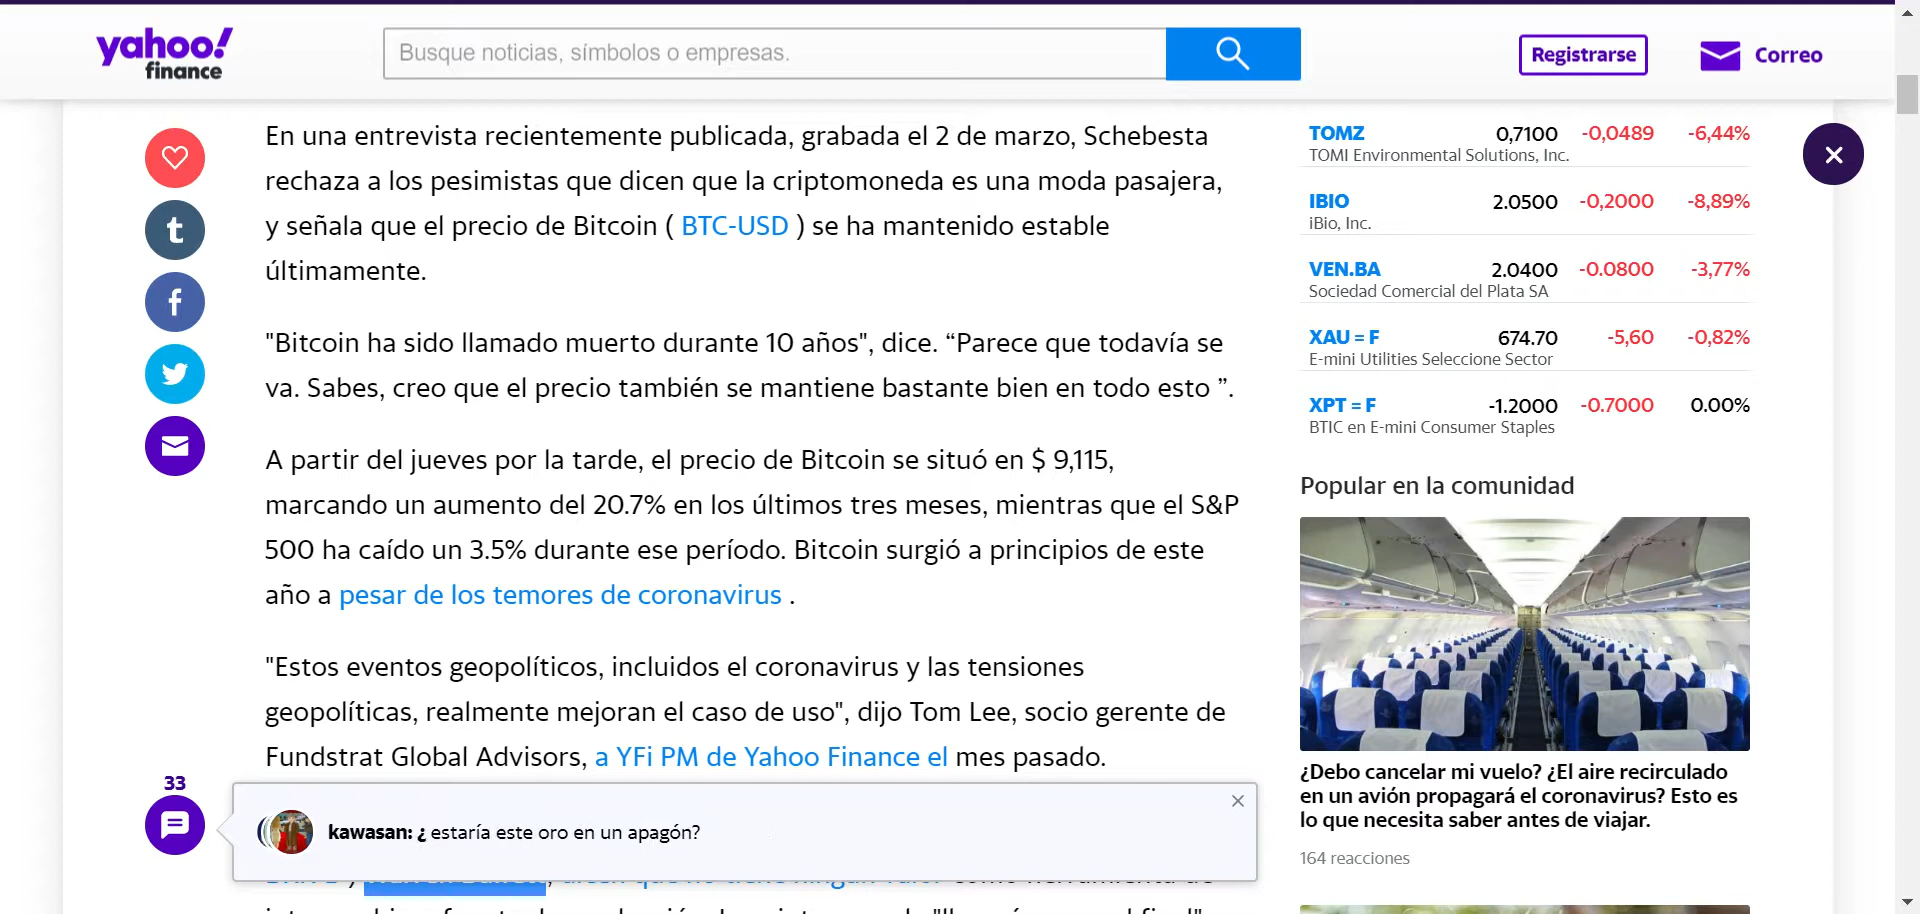 yahoo!
finance
Busque noticias, símbolos o empresas.
Registrarse
Correo
En una entrevista recientemente publicada, grabada el 2 de marzo, Schebesta
rechaza a los pesimistas que dicen que la criptomoneda es una moda pasajera,
y señala que el precio de Bitcoin ( BTC-USD ) se ha mantenido estable
últimamente.
"Bitcoin ha sido llamado muerto durante 10 años", dice. “Parece que todavía se
va. Sabes, creo que el precio también se mantiene bastante bien en todo esto ”.
A partir del jueves por la tarde, el precio de Bitcoin se situó en $ 9,115,
marcando un aumento del 20.7% en los últimos tres meses, mientras que el S&P
500 ha caído un 3.5% durante ese período. Bitcoin surgió a principios de este
año a pesar de los temores de coronavirus .
"Estos eventos geopolíticos, incluidos el coronavirus y las tensiones
geopolíticas, realmente mejoran el caso de uso", dijo Tom Lee, socio gerente de
Fundstrat Global Advisors, a YFi PM de Yahoo Finance el mes pasado.
33
kawasan: ¿ estaría este oro en un apagón?
TOMZ 0,7100 -0,0489 -6,44%
TOMI Environmental Solutions, Inc.
IBIO 2.0500 -0,2000 -8,89%
iBio, Inc.
VEN.BA 2.0400 -0.0800 -3,77%
Sociedad Comercial del Plata SA
XAU = F 674.70 -5,60 -0,82%
E-mini Utilities Seleccione Sector
XPT = F -1.2000 -0.7000 0.00%
BTIC en E-mini Consumer Staples
Popular en la comunidad
¿Debo cancelar mi vuelo? ¿El aire recirculado
en un avión propagará el coronavirus? Esto es
lo que necesita saber antes de viajar.
164 reacciones